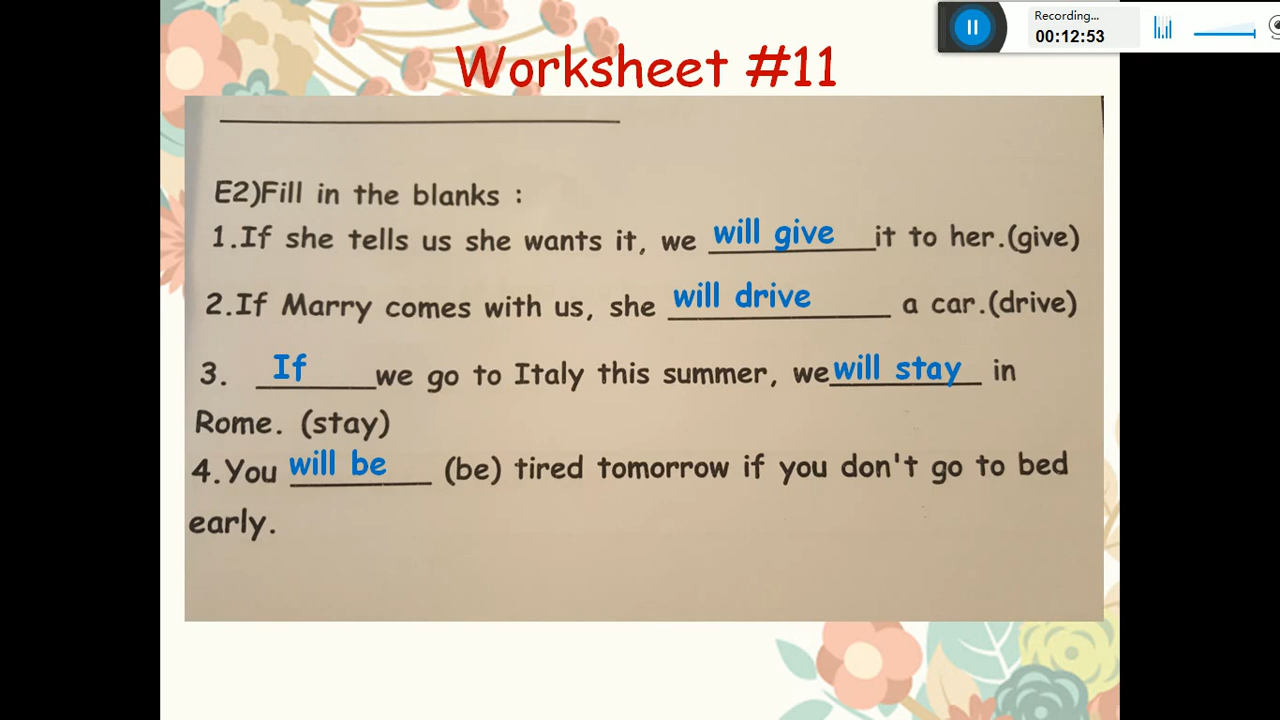 Recording...
00:12:53
Worksheet #11
E2)Fill in the blanks :
1.If she tells us she wants it, we will give it to her.(give)
2.If Marry comes with us, she will drive a car.(drive)
3. If we go to Italy this summer, we will stay in
Rome. (stay)
4.You will be (be) tired tomorrow if you don't go to bed
early.